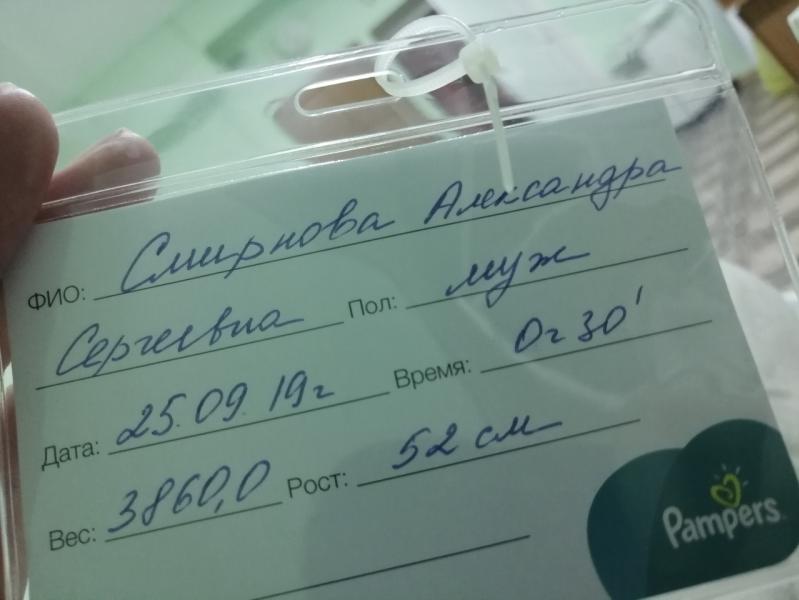 ФИО: Смирнова Александра
Сергеевна Пол: муж
Дата: 25.09.19г Время: 0г 30'
Вес: 3860,0 Рост: 52 см
Pampers